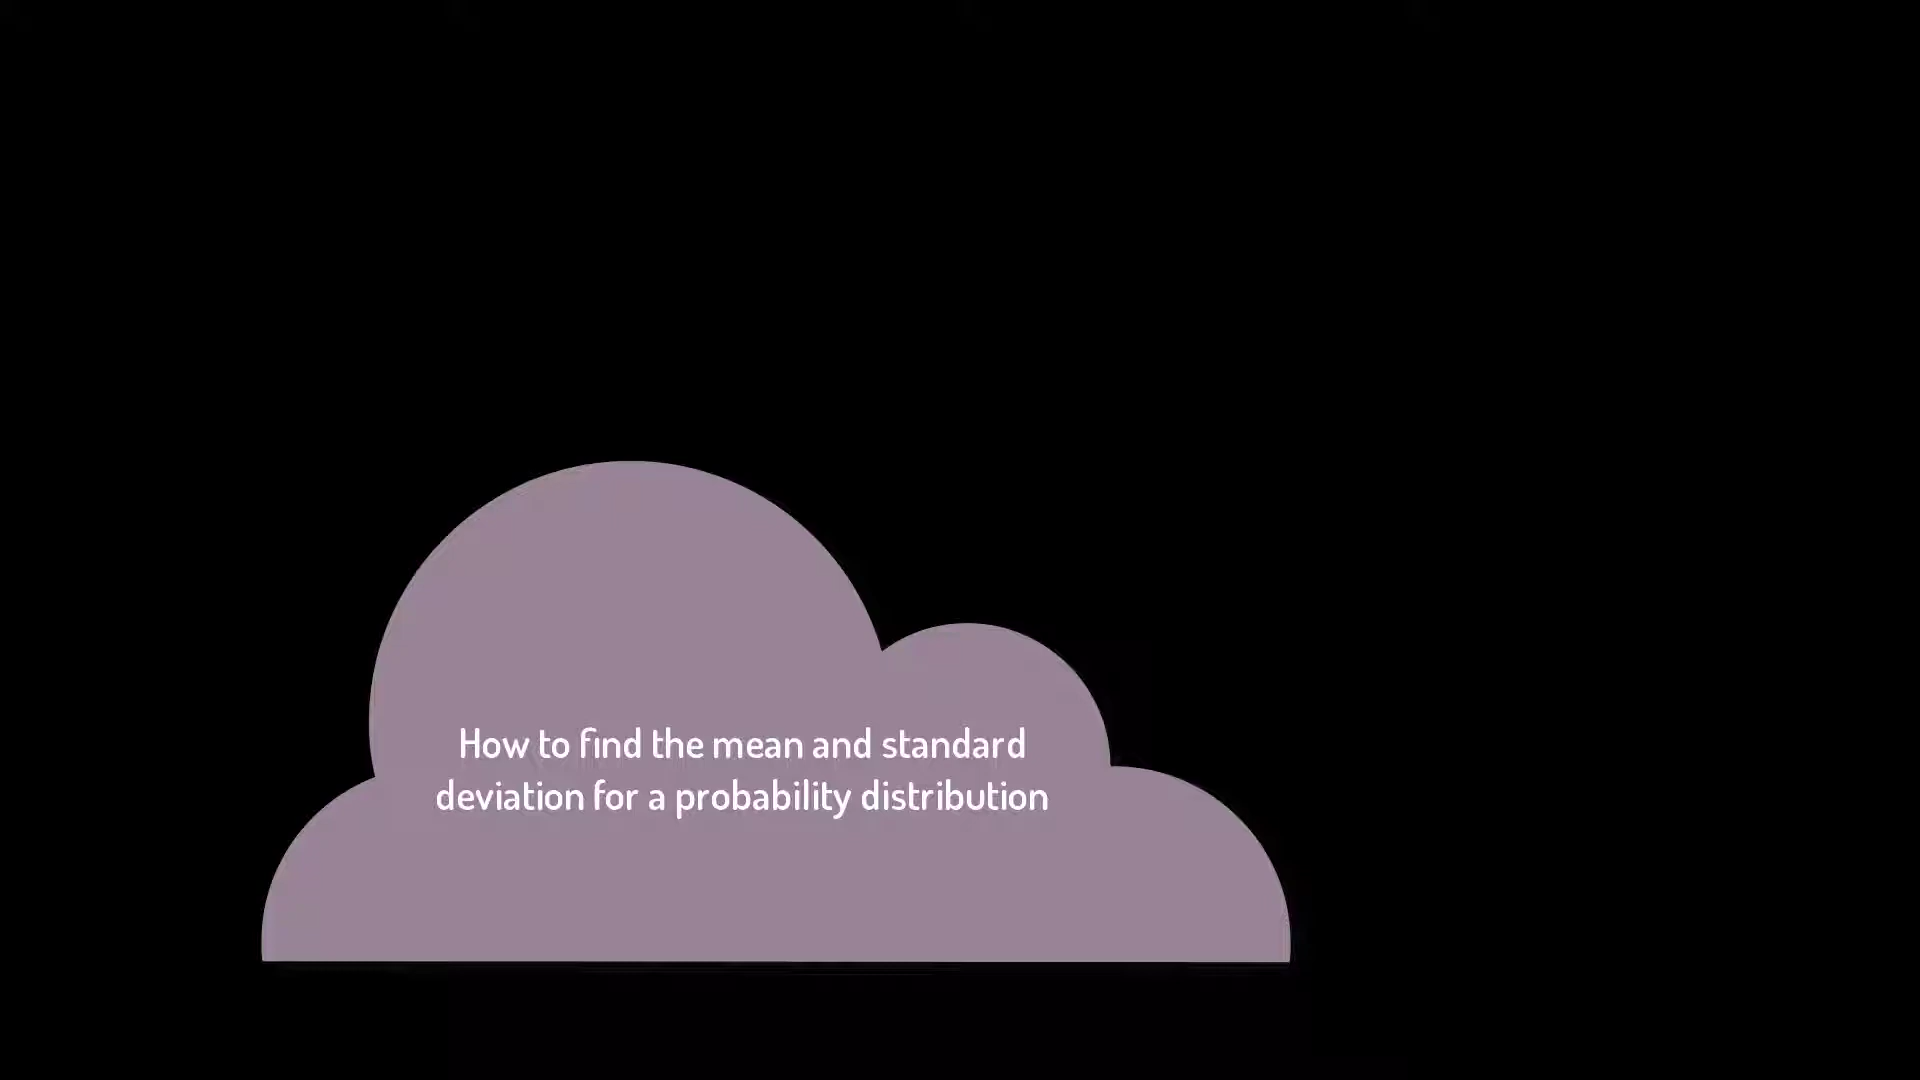 How to find the mean and standard
deviation for a probability distribution